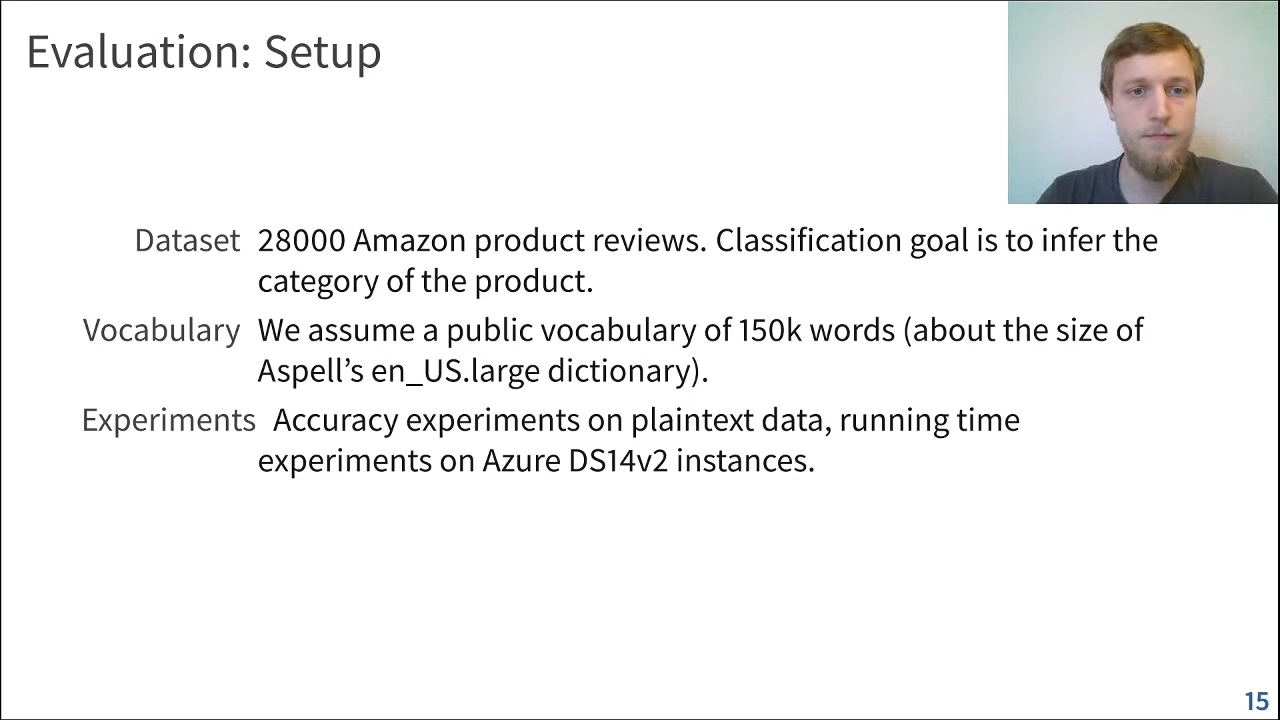 Evaluation: Setup
Dataset 28000 Amazon product reviews. Classification goal is to infer the
category of the product.
Vocabulary We assume a public vocabulary of 150k words (about the size of
Aspell’s en_US.large dictionary).
Experiments Accuracy experiments on plaintext data, running time
experiments on Azure DS14v2 instances.
15